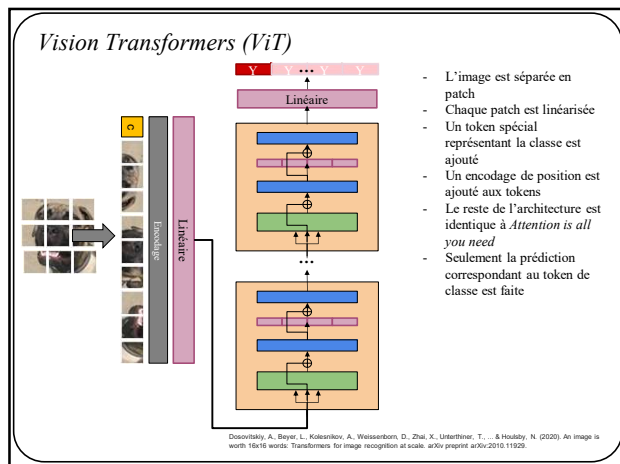 Vision Transformers (ViT)
Y Y ••• Y Y
Linéaire
C
Encodage
Linéaire
•••
- L'image est séparée en
patch
- Chaque patch est linéarisée
- Un token spécial
représentant la classe est
ajouté
- Un encodage de position est
ajouté aux tokens
- Le reste de l'architecture est
identique à Attention is all
you need
- Seulement la prédiction
correspondant au token de
classe est faite
Dosovitskiy, A., Beyer, L., Kolesnikov, A., Weissenborn, D., Zhai, X., Unterthiner, T., ... & Houlsby, N. (2020). An image is
worth 16x16 words: Transformers for image recognition at scale. arXiv preprint arXiv:2010.11929.